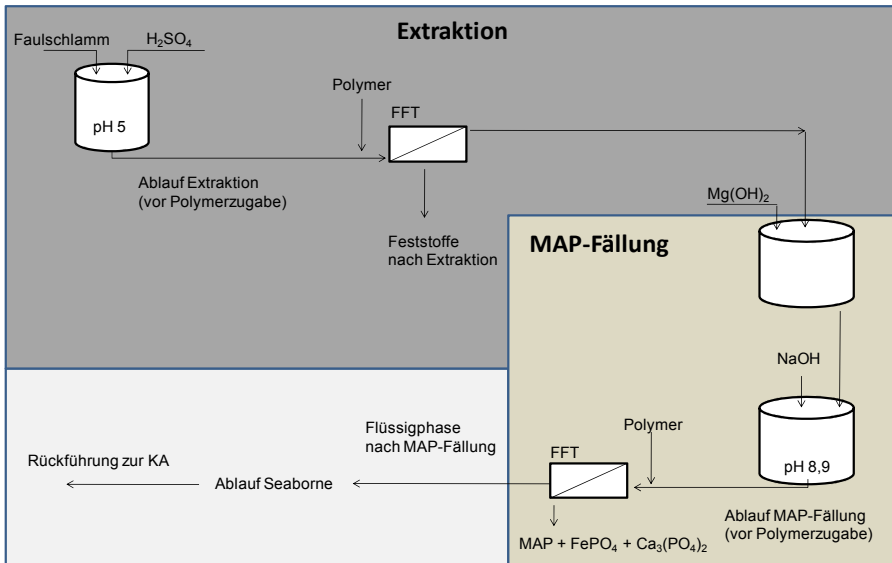 Extraktion
Faulschlamm
H₂SO₄
pH 5
Polymer
FFT
Ablauf Extraktion
(vor Polymerzugabe)
Feststoffe
nach Extraktion
Mg(OH)₂
MAP-Fällung
NaOH
pH 8,9
Ablauf MAP-Fällung
(vor Polymerzugabe)
Polymer
FFT
MAP + FePO₄ + Ca₃(PO₄)₂
Flüssigphase
nach MAP-Fällung
Ablauf Seaborne
Rückführung zur KA